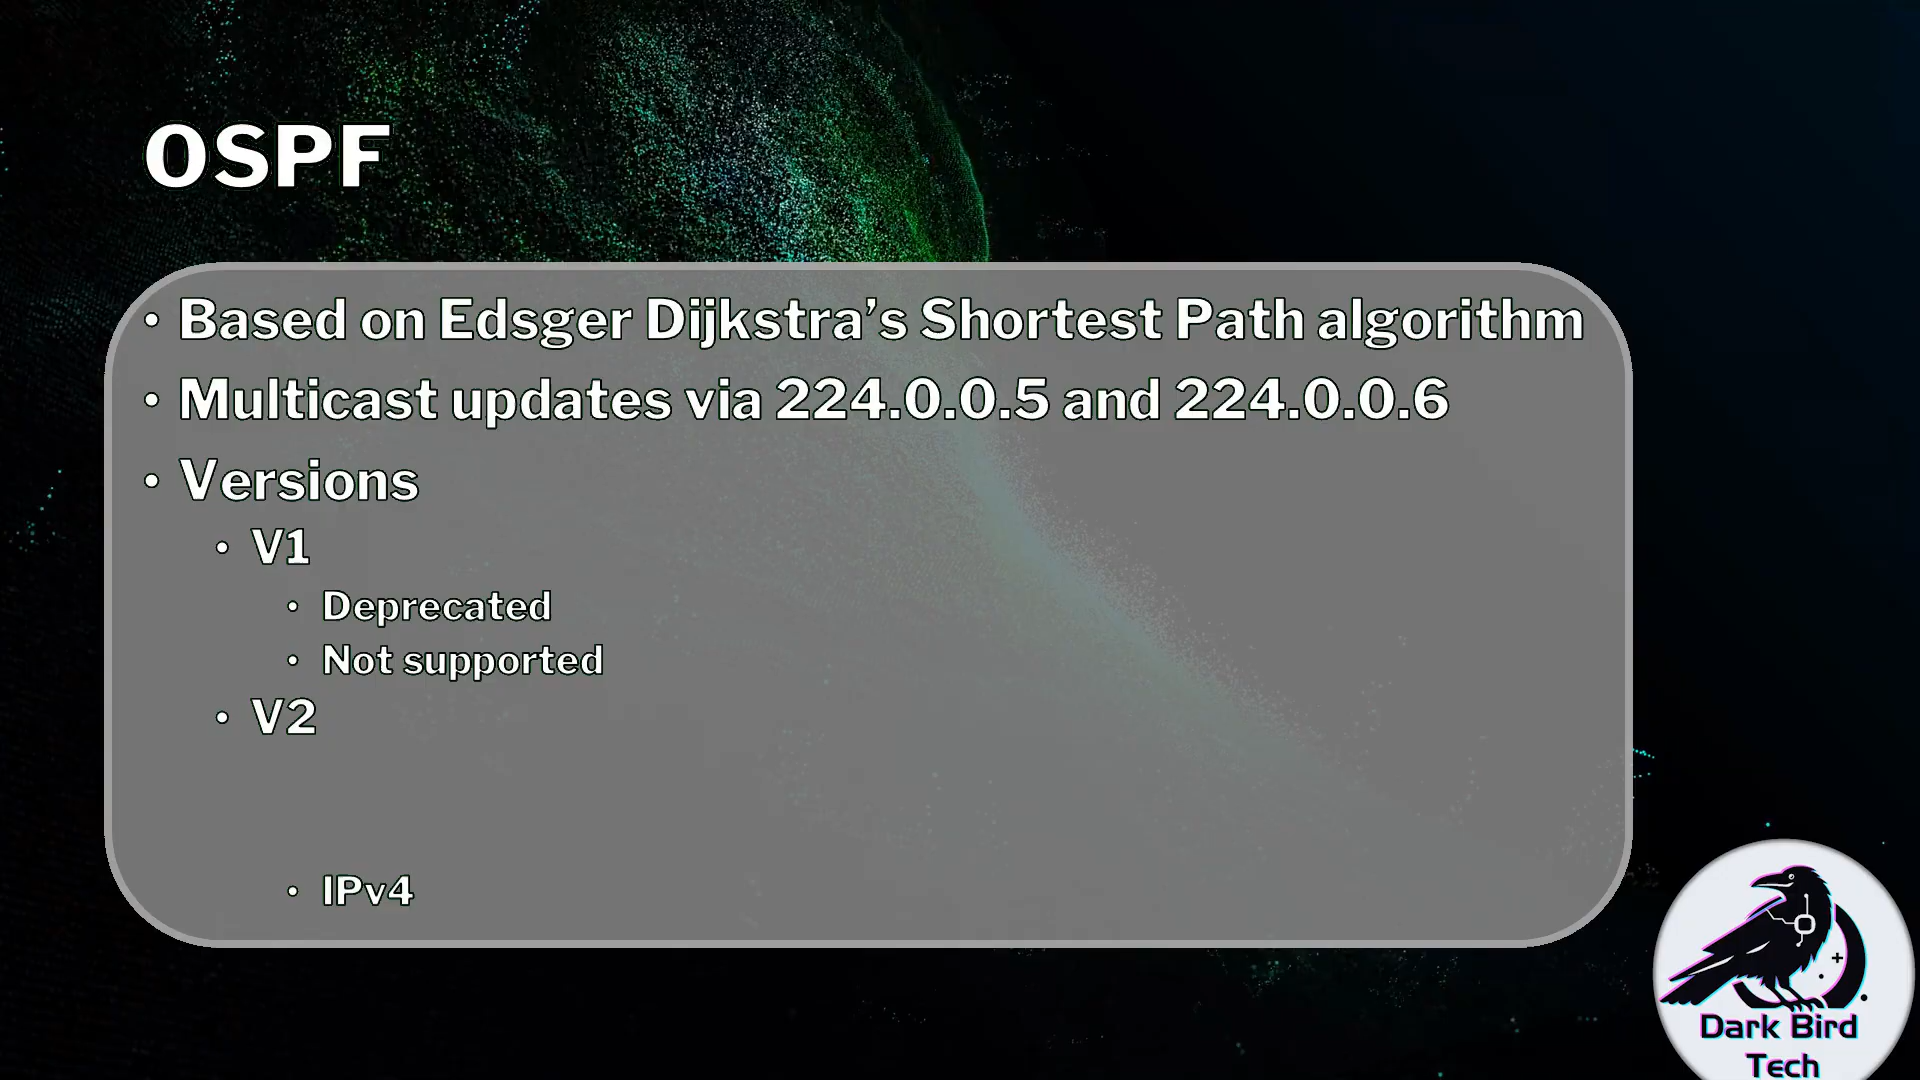 OSPF
• Based on Edsger Dijkstra’s Shortest Path algorithm
• Multicast updates via 224.0.0.5 and 224.0.0.6
• Versions
• V1
• Deprecated
• Not supported
• V2
• IPv4
Dark Bird
Tech